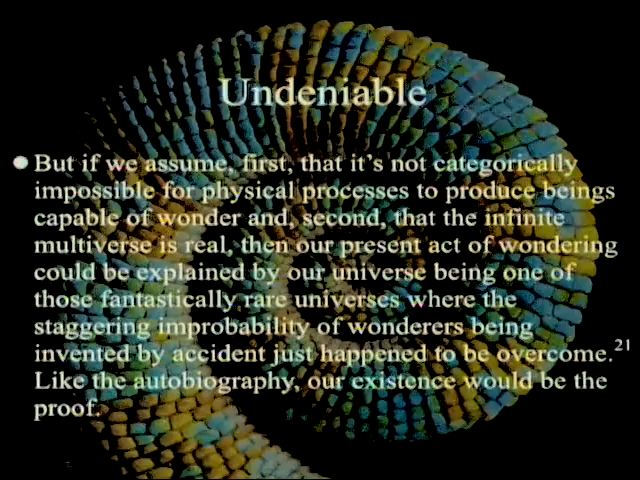 Undeniable
● But if we assume, first, that it's not categorically
impossible for physical processes to produce beings
capable of wonder and, second, that the infinite
multiverse is real, then our present act of wondering
could be explained by our universe being one of
those fantastically rare universes where the
staggering improbability of wonderers being
invented by accident just happened to be overcome.21
Like the autobiography, our existence would be the
proof.